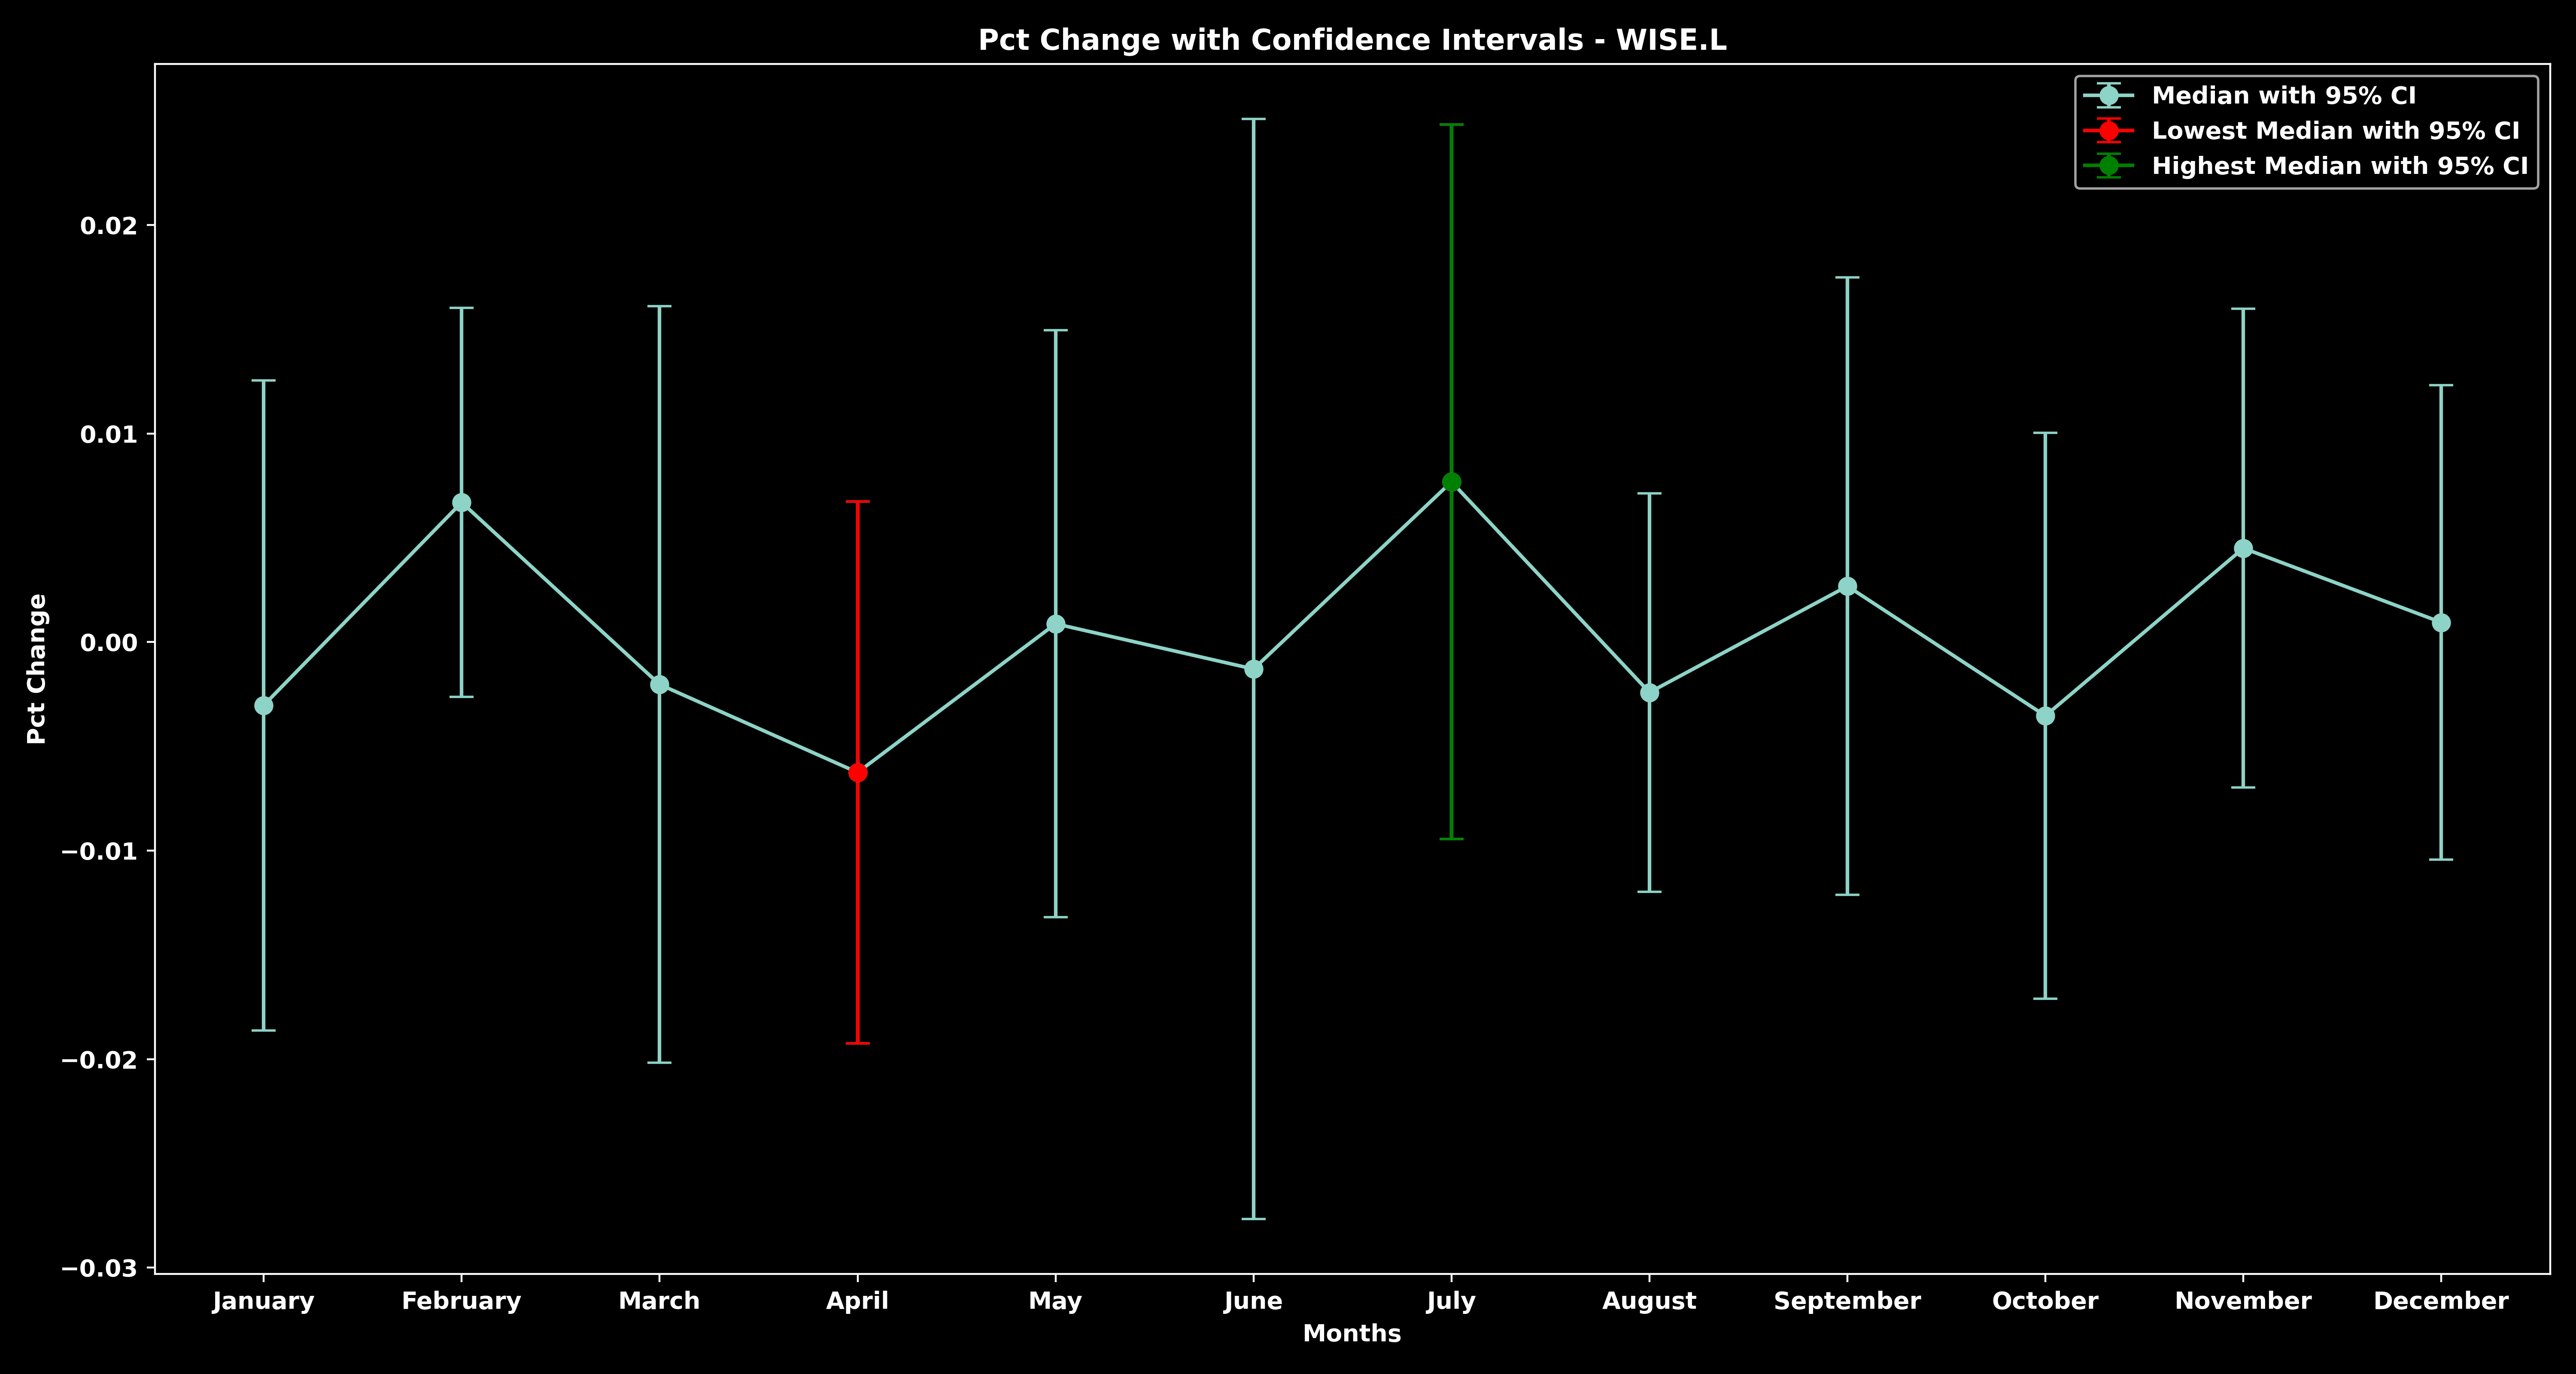 Pct Change with Confidence Intervals - WISE.L
Median with 95% CI
Lowest Median with 95% CI
Highest Median with 95% CI
0.02
0.01
0.00
−0.01
−0.02
−0.03
Pct Change
January February March April May June July August September October November December
Months